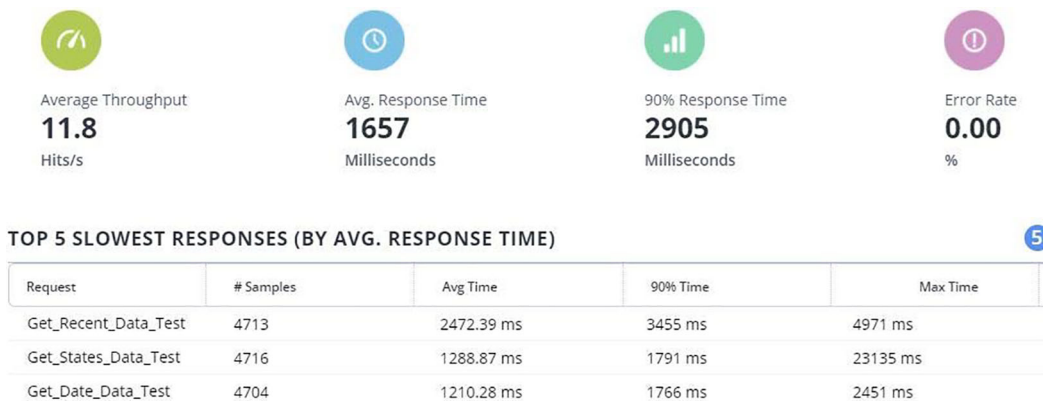 Average Throughput Avg. Response Time 90% Response Time Error Rate
11.8 1657 2905 0.00
Hits/s Milliseconds Milliseconds %
TOP 5 SLOWEST RESPONSES (BY AVG. RESPONSE TIME) 5
Request # Samples Avg Time 90% Time Max Time
Get_Recent_Data_Test 4713 2472.39 ms 3455 ms 4971 ms
Get_States_Data_Test 4716 1288.87 ms 1791 ms 23135 ms
Get_Date_Data_Test 4704 1210.28 ms 1766 ms 2451 ms